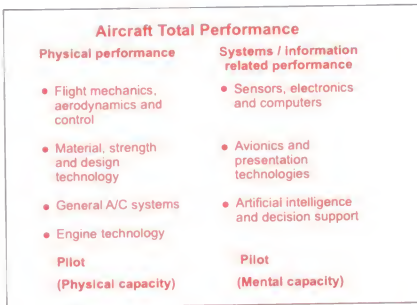 Aircraft Total Performance
Physical performance
• Flight mechanics,
aerodynamics and
control
• Material, strength
and design
technology
• General A/C systems
• Engine technology
Pilot
(Physical capacity)
Systems / information
related performance
• Sensors, electronics
and computers
• Avionics and
presentation
technologies
• Artificial intelligence
and decision support
Pilot
(Mental capacity)